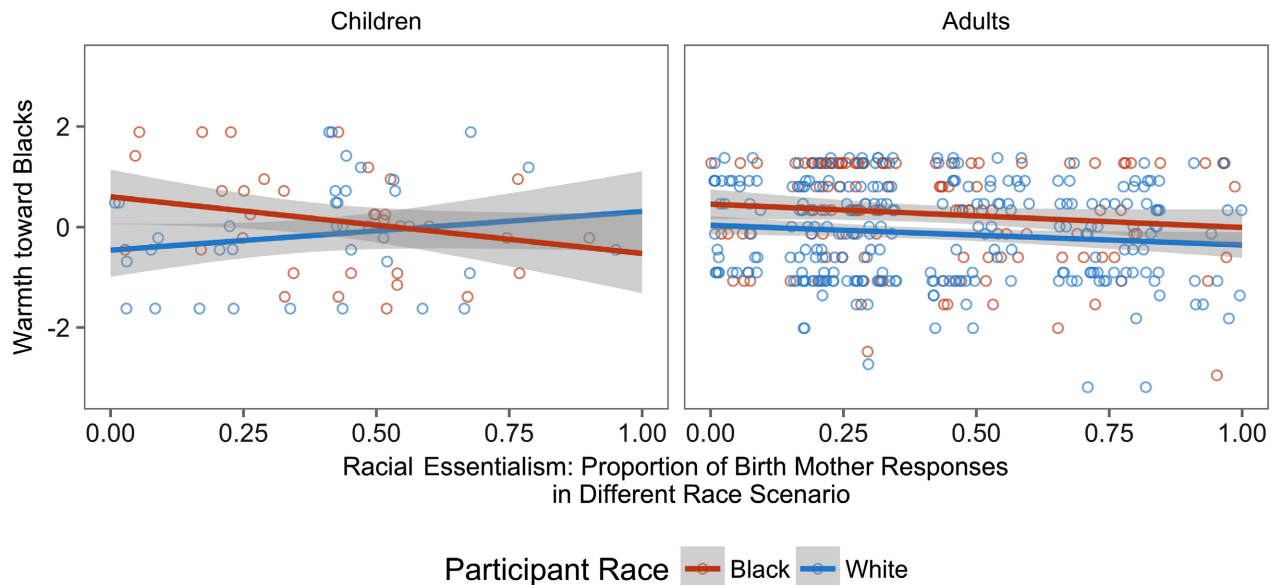 Children
Adults
Warmth toward Blacks
2
0
-2
0.00 0.25 0.50 0.75 1.00
0.00 0.25 0.50 0.75 1.00
Racial Essentialism: Proportion of Birth Mother Responses
in Different Race Scenario
Participant Race Black White